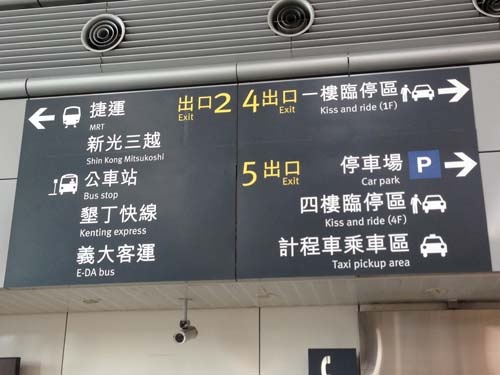 捷運 出口2
MRT Exit
新光三越
Shin Kong Mitsukoshi
公車站
Bus stop
墾丁快線
Kenting express
義大客運
E-DA bus
4出口 一樓臨停區
Exit Kiss and ride (1F)
5出口 停車場 P
Exit Car park
四樓臨停區
Kiss and ride (4F)
計程車乘車區
Taxi pickup area